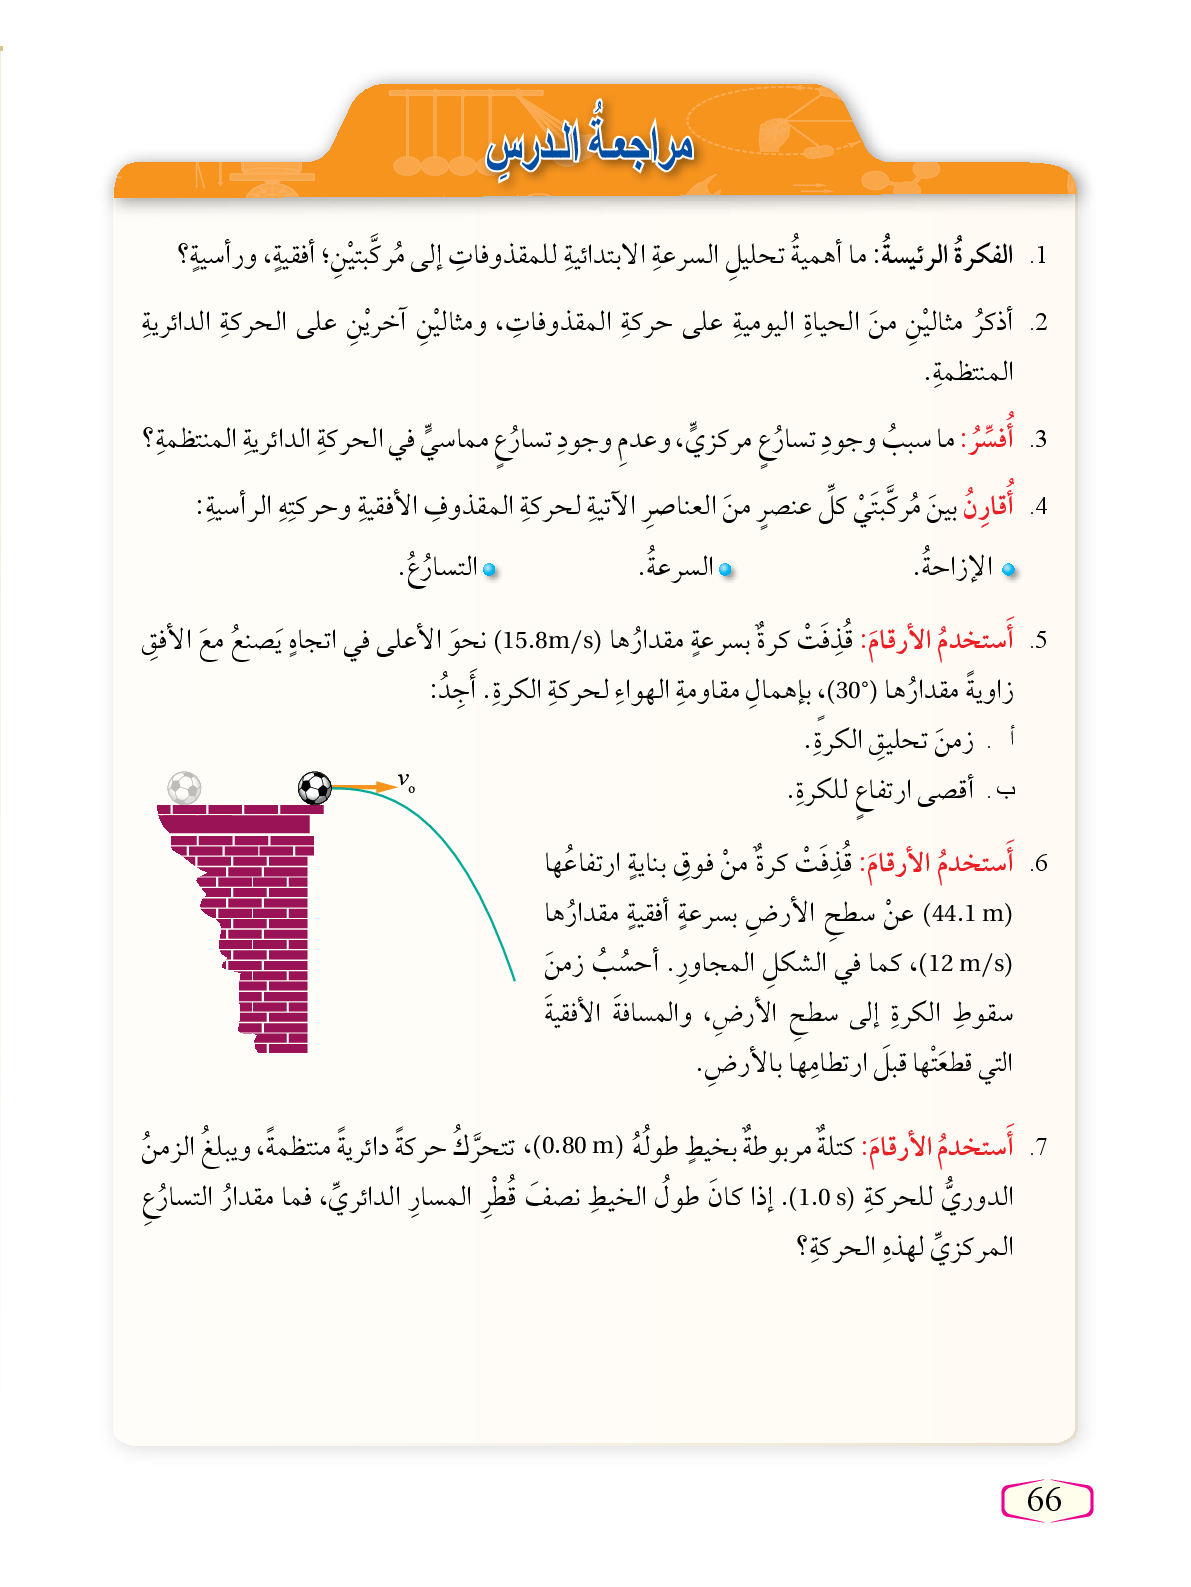 مراجعةُ الدرسِ
1. الفكرةُ الرئيسةُ: ما أهميةُ تحليلِ السرعةِ الابتدائيةِ للمقذوفاتِ إلى مُركَّبتيْنِ؛ أفقيةٍ، ورأسيةٍ؟
2. أذكرُ مثاليْنِ منَ الحياةِ اليوميةِ على حركةِ المقذوفاتِ، ومثاليْنِ آخريْنِ على الحركةِ الدائريةِ
المنتظمةِ.
3. أُفسِّرُ: ما سببُ وجودِ تسارُعٍ مركزيٍّ، وعدمِ وجودِ تسارُعٍ مماسيٍّ في الحركةِ الدائريةِ المنتظمةِ؟
4. أُقارِنُ بينَ مُركَّبتَيْ كلِّ عنصرٍ منَ العناصرِ الآتيةِ لحركةِ المقذوفِ الأفقيةِ وحركتِهِ الرأسيةِ:
• الإزاحةُ. • السرعةُ. • التسارُعُ.
5. أَستخدمُ الأرقامَ: قُذِفَتْ كرةٌ بسرعةٍ مقدارُها (15.8m/s) نحوَ الأعلى في اتجاهٍ يَصنعُ معَ الأفقِ
زاويةً مقدارُها (30°)، بإهمالِ مقاومةِ الهواءِ لحركةِ الكرةِ. أَجِدُ:
أ . زمنَ تحليقِ الكرةِ.
ب. أقصى ارتفاعٍ للكرةِ.
v₀
6. أَستخدمُ الأرقامَ: قُذِفَتْ كرةٌ منْ فوقِ بنايةٍ ارتفاعُها
(44.1 m) عنْ سطحِ الأرضِ بسرعةٍ أفقيةٍ مقدارُها
(12 m/s)، كما في الشكلِ المجاورِ. أحسُبُ زمنَ
سقوطِ الكرةِ إلى سطحِ الأرضِ، والمسافةَ الأفقيةَ
التي قطعَتْها قبلَ ارتطامِها بالأرضِ.
7. أَستخدمُ الأرقامَ: كتلةٌ مربوطةٌ بخيطٍ طولُهُ (0.80 m)، تتحرَّكُ حركةً دائريةً منتظمةً، ويبلغُ الزمنُ
الدوريُّ للحركةِ (1.0 s). إذا كانَ طولُ الخيطِ نصفَ قُطْرِ المسارِ الدائريِّ، فما مقدارُ التسارُعِ
المركزيِّ لهذهِ الحركةِ؟
66